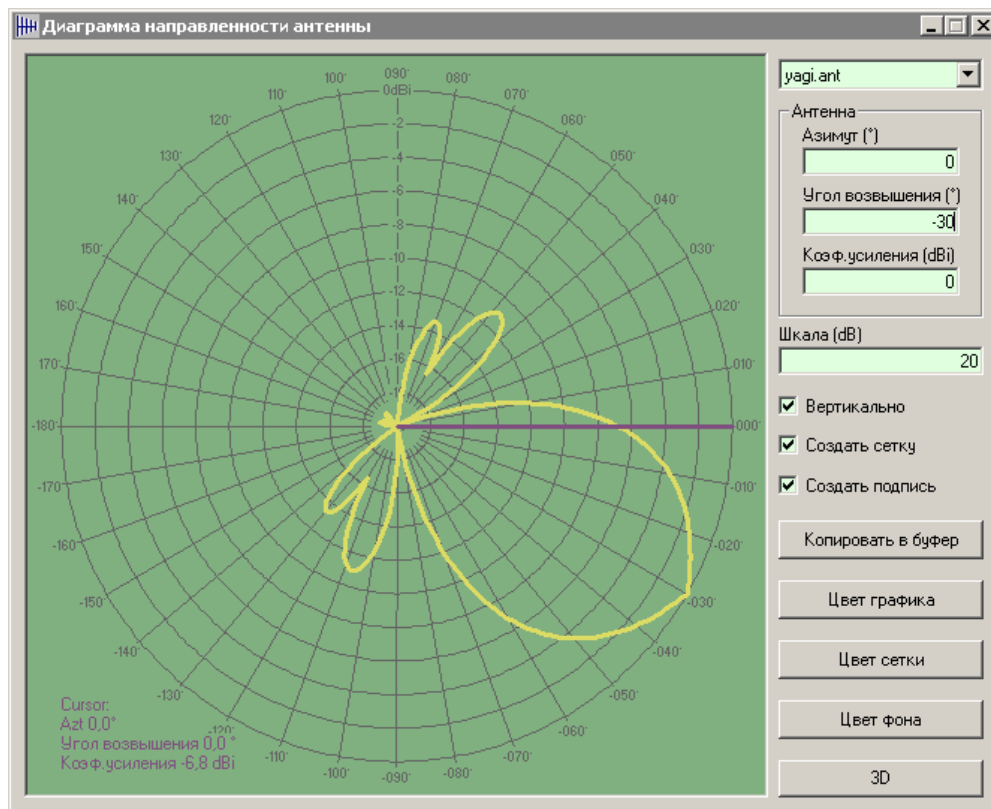 Диаграмма направленности антенны
090°
100° 080°
0dBi
110° 070°
120° 060°
-2
130° 050°
-4
140° 040°
-6
150° 030°
-8
-10
160° 020°
-12
-14
170° 010°
-16
-180° 000°
-170° -010°
-160° -020°
-150° -030°
-140° -040°
-130° -050°
-120° -060°
-110° -070°
-100° -080°
-090°
Cursor:
Azt 0,0°
Угол возвышения 0,0 °
Коэф.усиления -6,8 dBi
yagi.ant
Антенна
Азимут (°)
0
Угол возвышения (°)
-30
Коэф.усиления (dBi)
0
Шкала (dB)
20
Вертикально
Создать сетку
Создать подпись
Копировать в буфер
Цвет графика
Цвет сетки
Цвет фона
3D